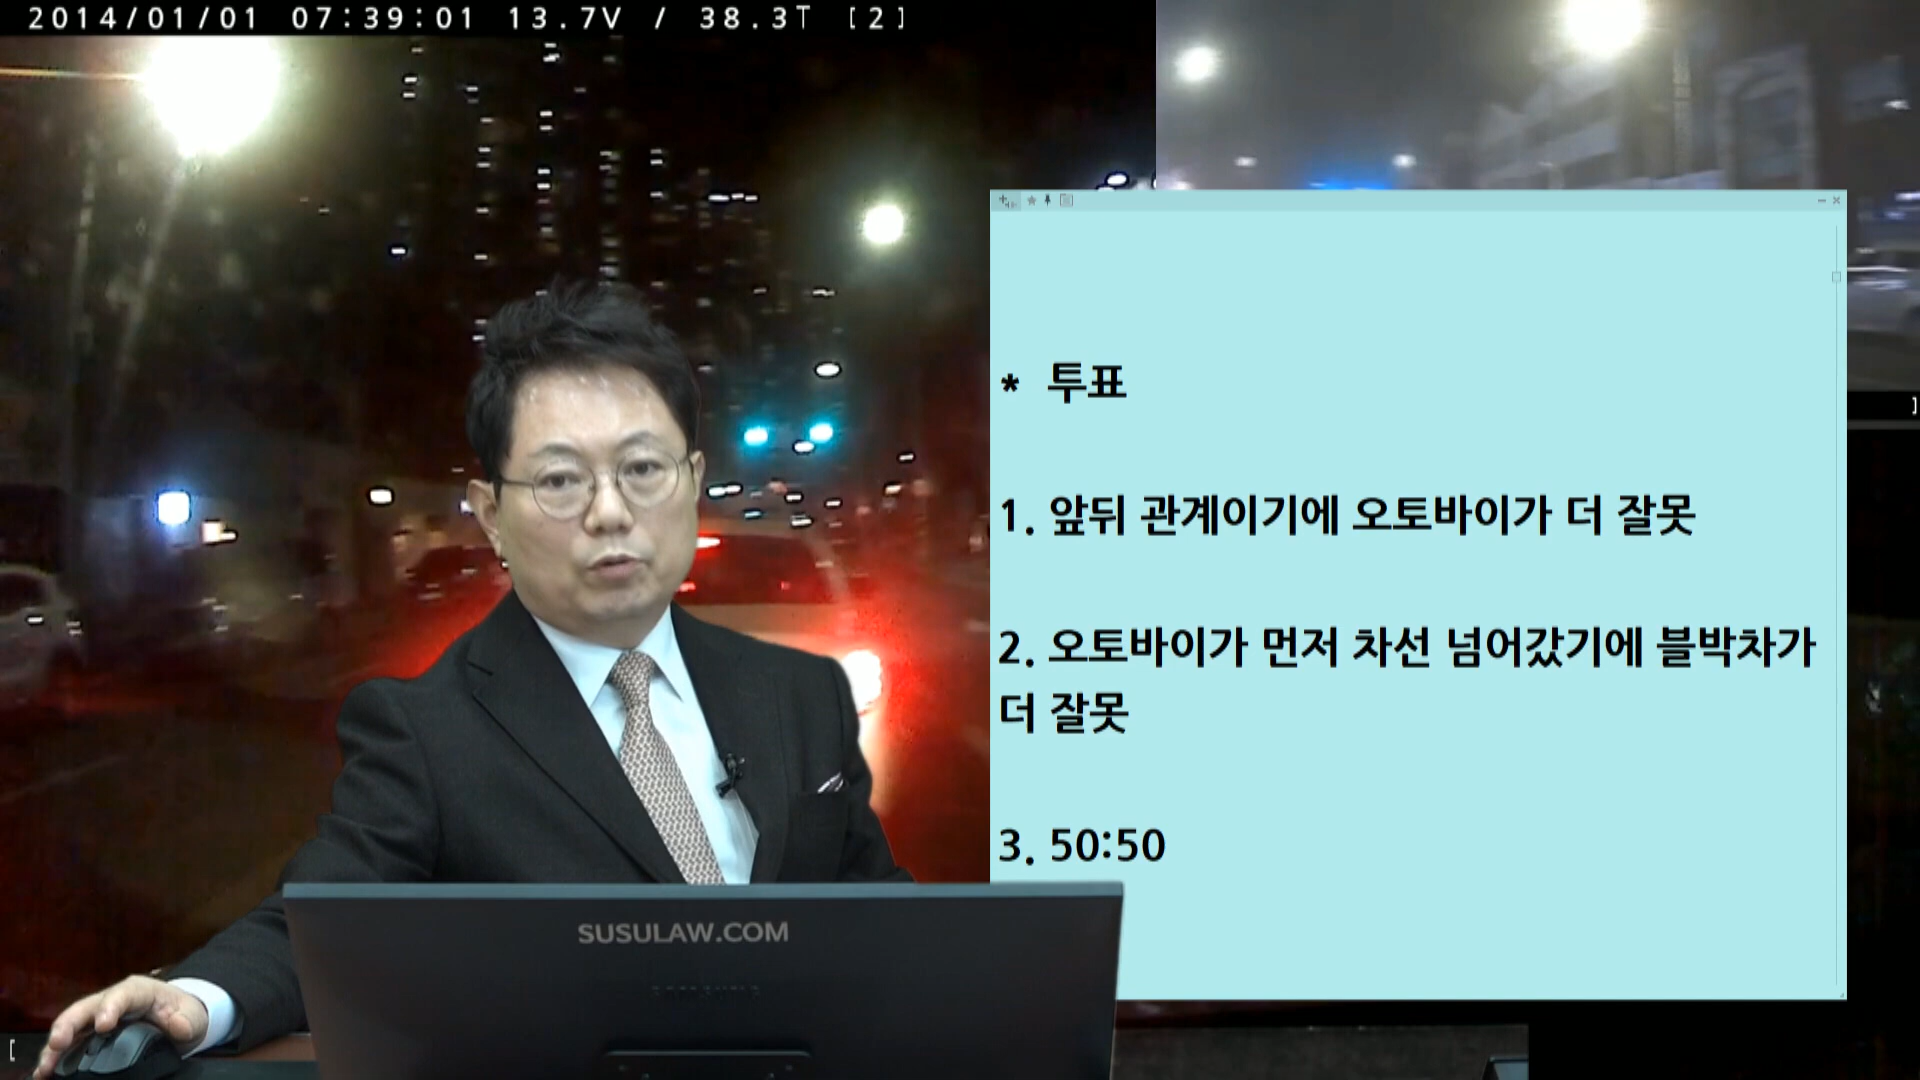 2014/01/01 07:39:01 13.7V / 38.3T [2]
* 투표
1. 앞뒤 관계이기에 오토바이가 더 잘못
2. 오토바이가 먼저 차선 넘어갔기에 블박차가
더 잘못
3. 50:50
SUSULAW.COM
SAMSUNG